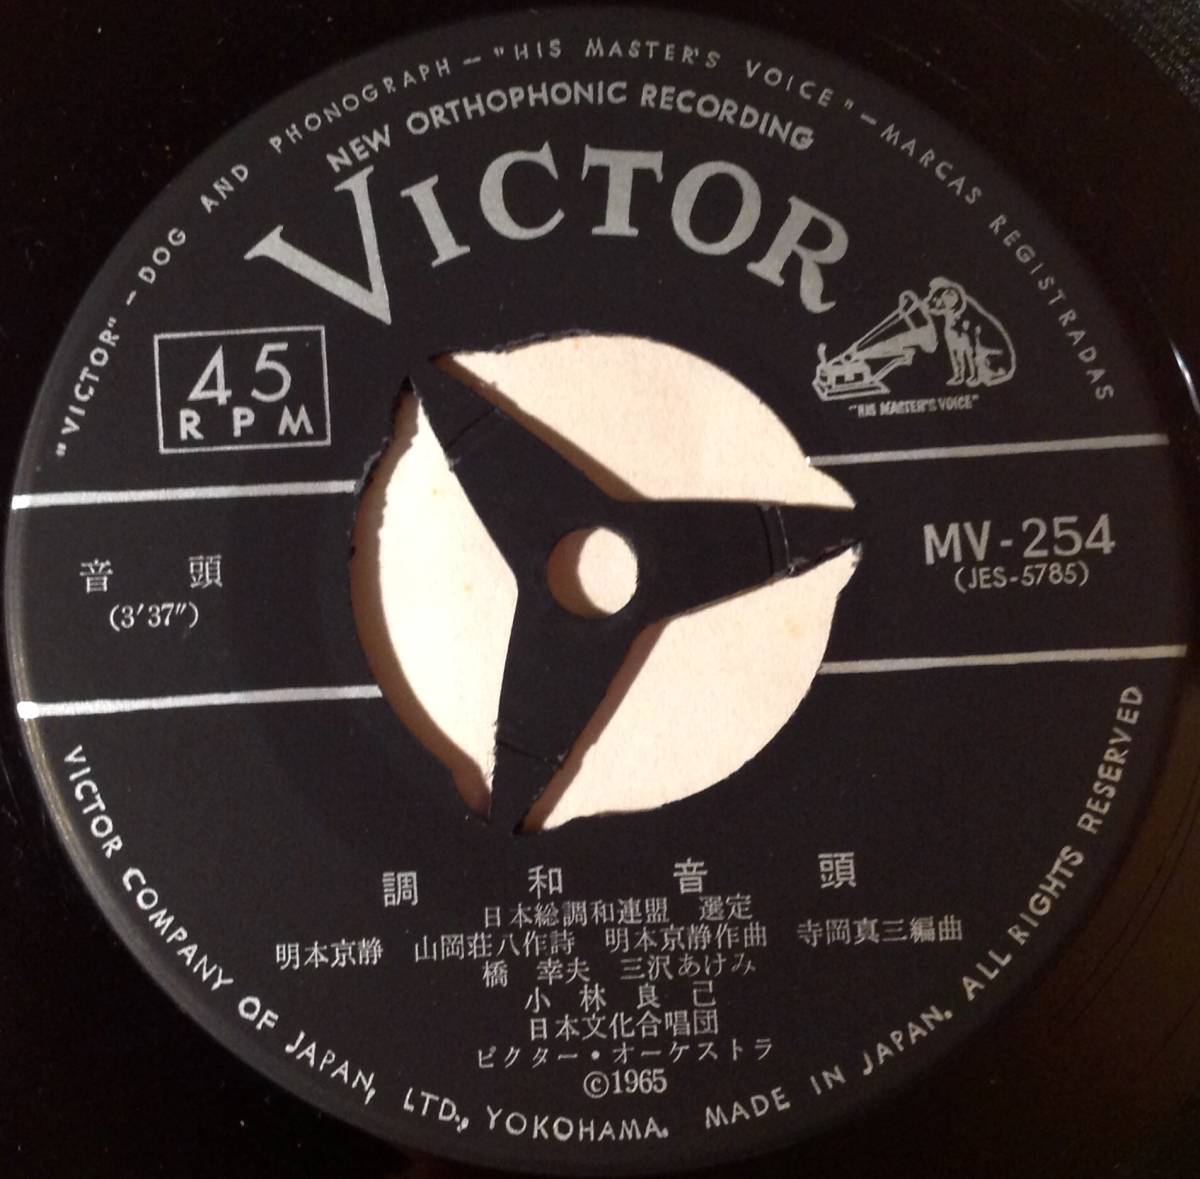 "VICTOR" – DOG AND PHONOGRAPH – "HIS MASTER'S VOICE" – MARCAS REGISTRADAS
NEW ORTHOPHONIC RECORDING
VICTOR
45
RPM
"HIS MASTER'S VOICE"
音頭
(3'37")
MV-254
(JES-5785)
調和音頭
日本総調和連盟 選定
明本京静 山岡荘八作詩 明本京静作曲 寺岡真三編曲
橋幸夫 三沢あけみ
小林良己
日本文化合唱団
ビクター・オーケストラ
©1965
VICTOR COMPANY OF JAPAN, LTD., YOKOHAMA. MADE IN JAPAN. ALL RIGHTS RESERVED